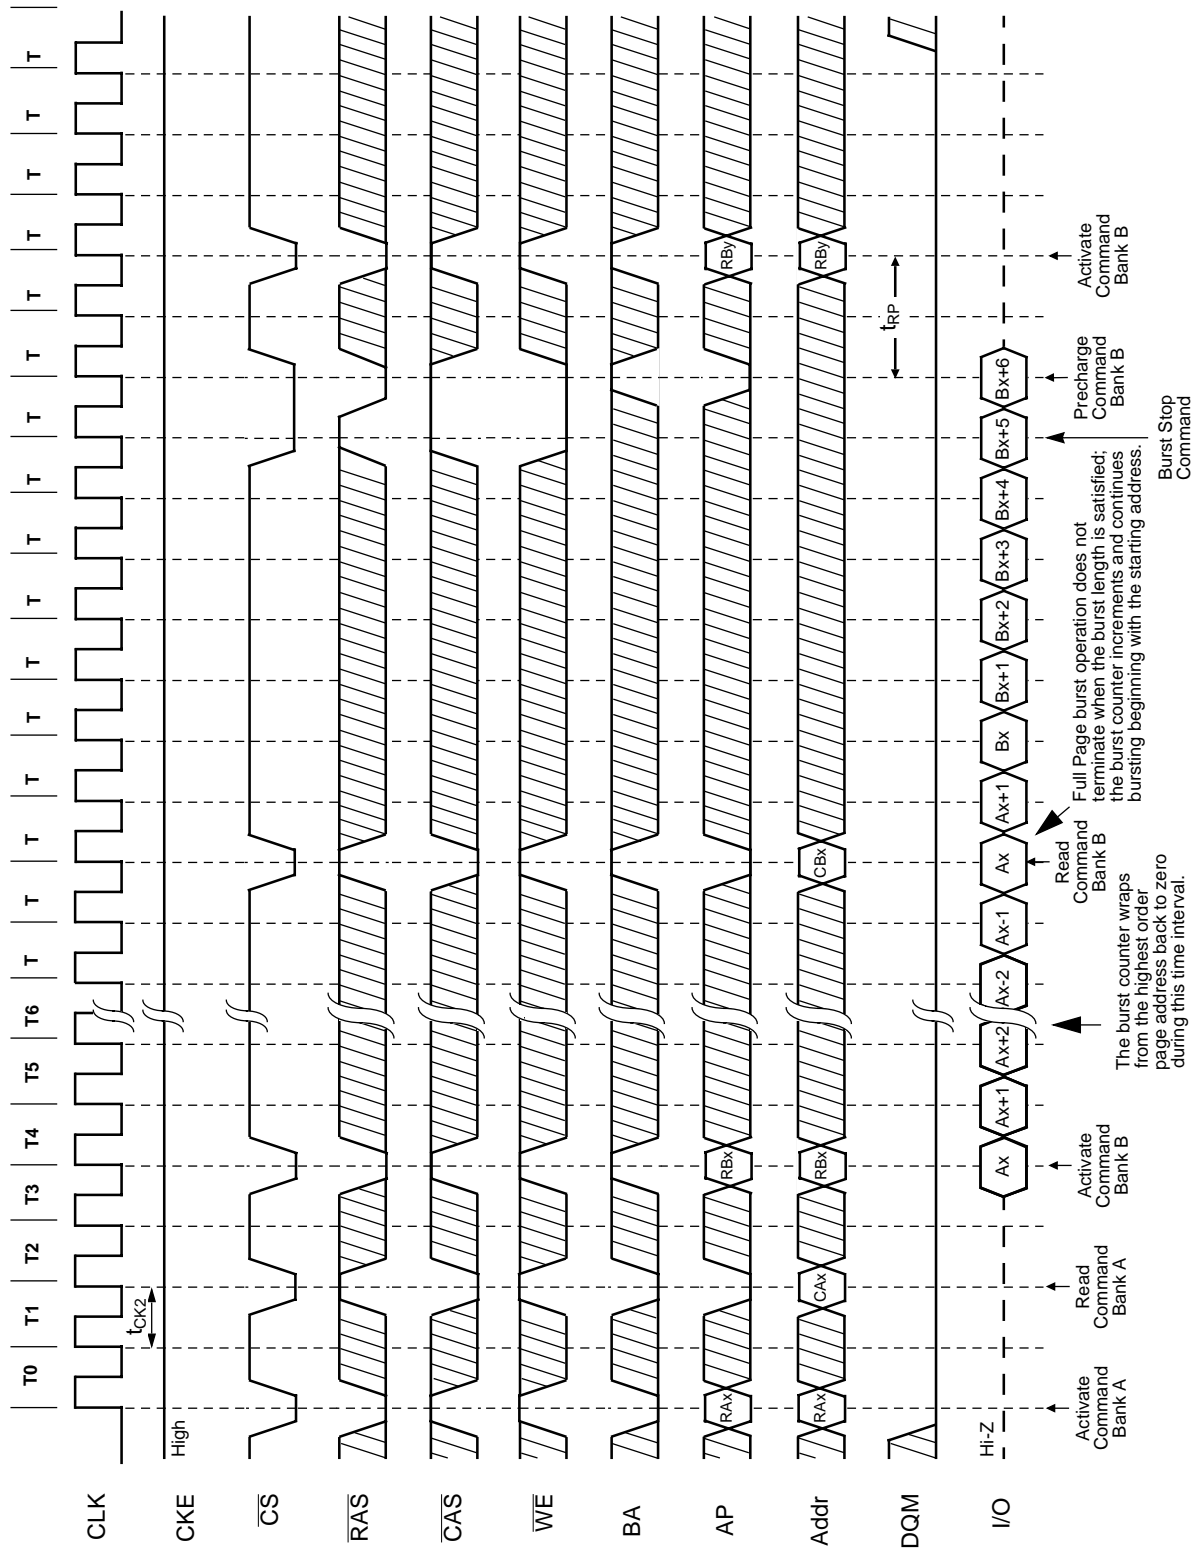 T0 T1 T2 T3 T4 T5 T6 T T T T T T T T T T T T T T T T
CLK
tCK2
CKE
High
CS
RAS
CAS
WE
BA
AP
RAx RBx RBy
Addr
RAx CAx RBx CBx RBy
DQM
tRP
I/O
Hi-Z
Ax Ax+1 Ax+2 Ax-2 Ax-1 Ax Ax+1 Bx Bx+1 Bx+2 Bx+3 Bx+4 Bx+5 Bx+6
Activate
Command
Bank A
Read
Command
Bank A
Activate
Command
Bank B
The burst counter wraps
from the highest order
page address back to zero
during this time interval.
Read
Command
Bank B
Full Page burst operation does not
terminate when the burst length is satisfied;
the burst counter increments and continues
bursting beginning with the starting address.
Burst Stop
Command
Precharge
Command
Bank B
Activate
Command
Bank B